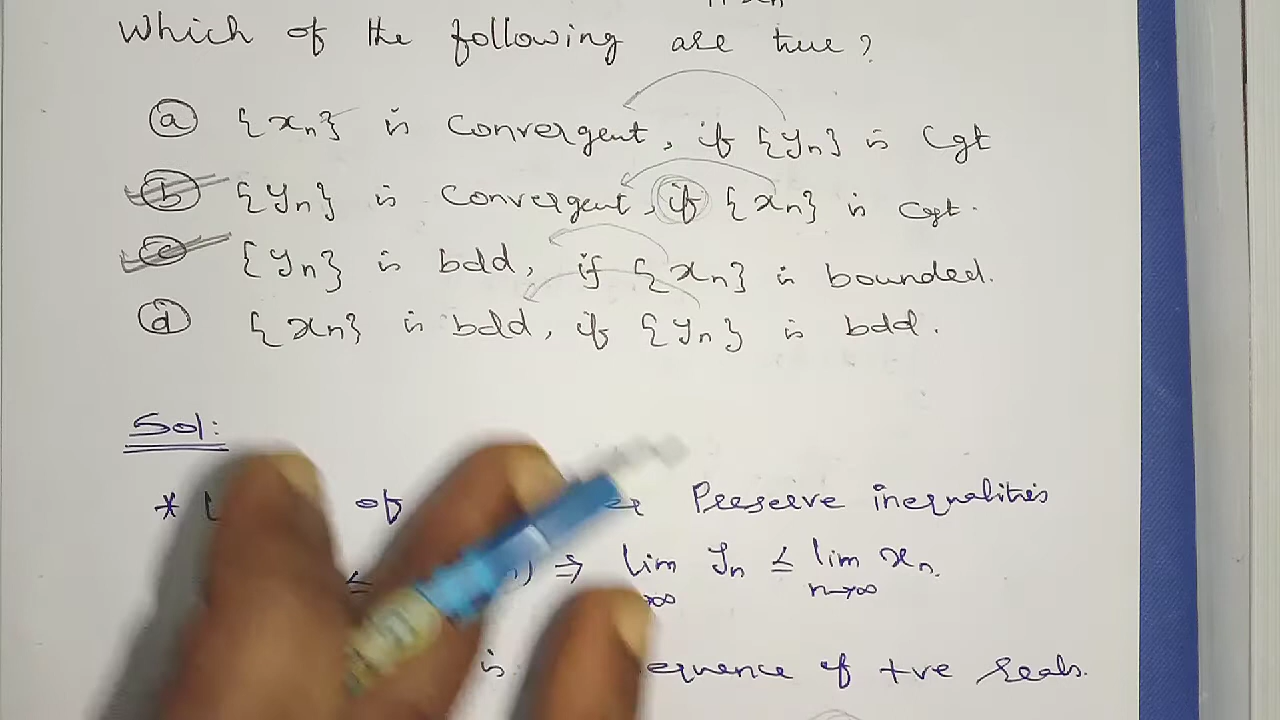 Which of the following are true?
ⓐ {xₙ} is convergent, if {yₙ} is cgt
ⓑ {yₙ} is convergent, if {xₙ} is cgt.
ⓒ {yₙ} is bdd, if {xₙ} is bounded.
ⓓ {xₙ} is bdd, if {yₙ} is bdd.
Sol:
* of Preserve inequalities
≤ ) ⇒ lim yₙ ≤ lim xₙ.
→∞ n→∞
is of +ve reals.